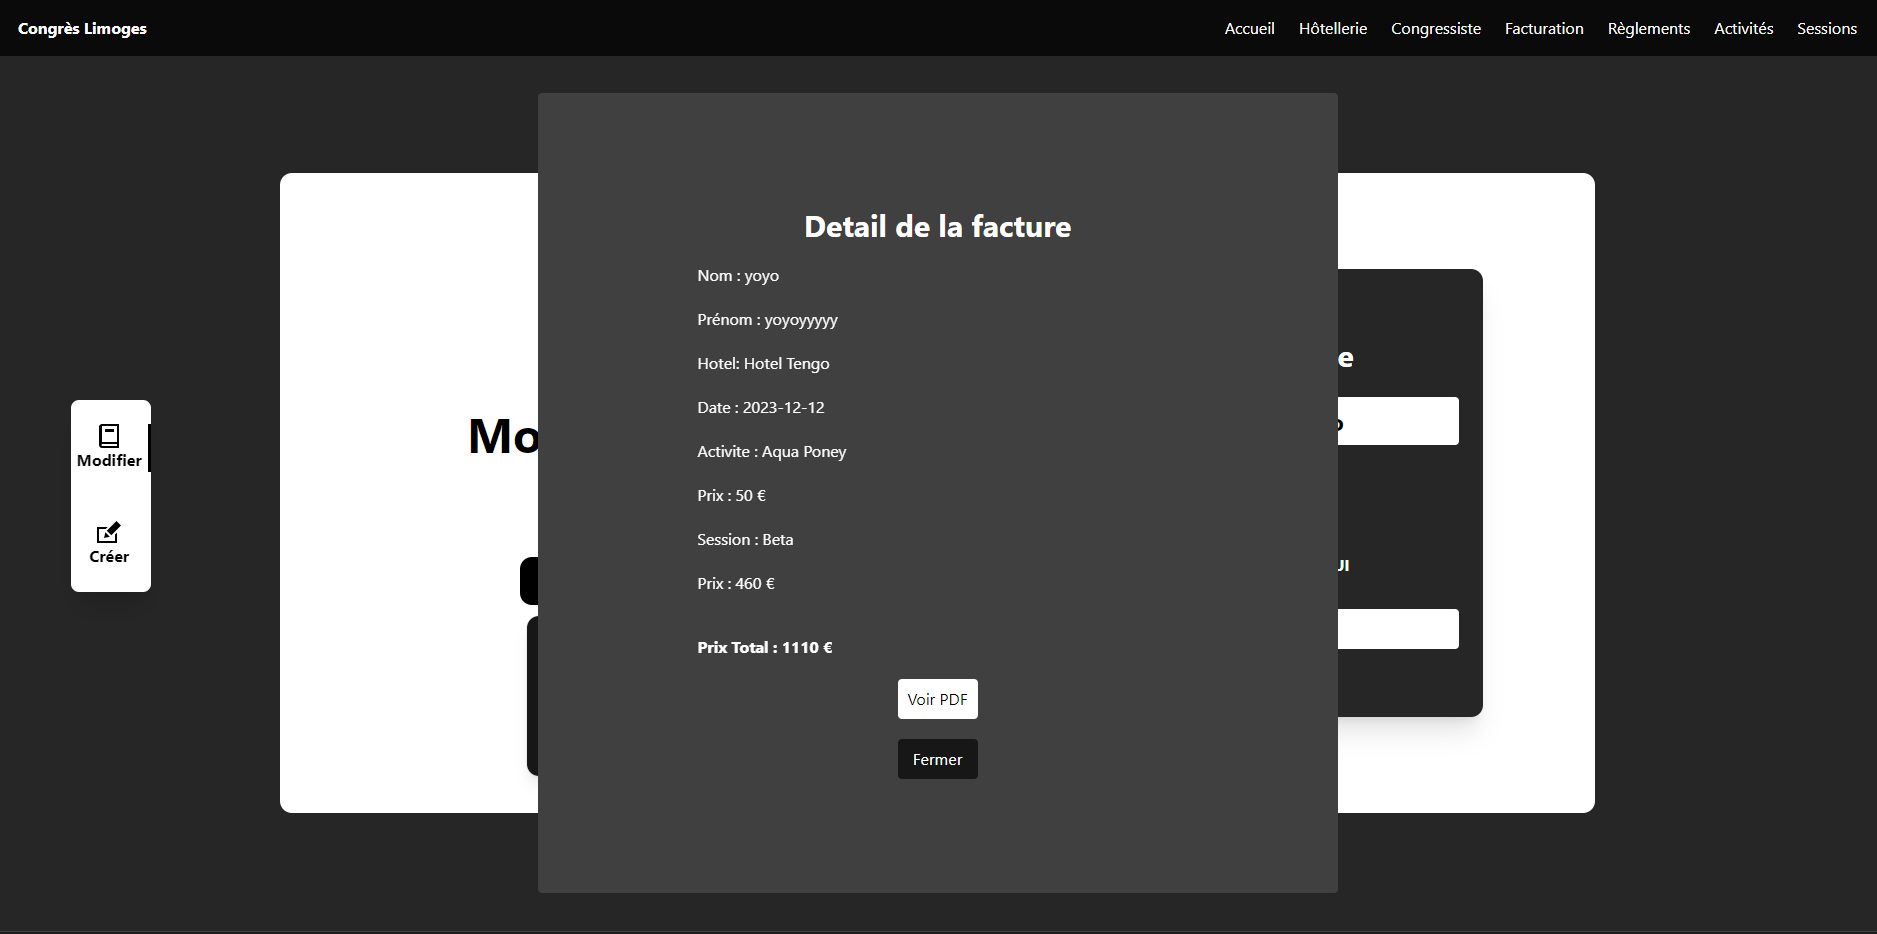 Congrès Limoges
Accueil Hôtellerie Congressiste Facturation Règlements Activités Sessions
Detail de la facture
Nom : yoyo
Prénom : yoyoyyyyy
Hotel: Hotel Tengo
Date : 2023-12-12
Activite : Aqua Poney
Prix : 50 €
Session : Beta
Prix : 460 €
Prix Total : 1110 €
Voir PDF
Fermer
Modifier
Créer
Mo
e
UI